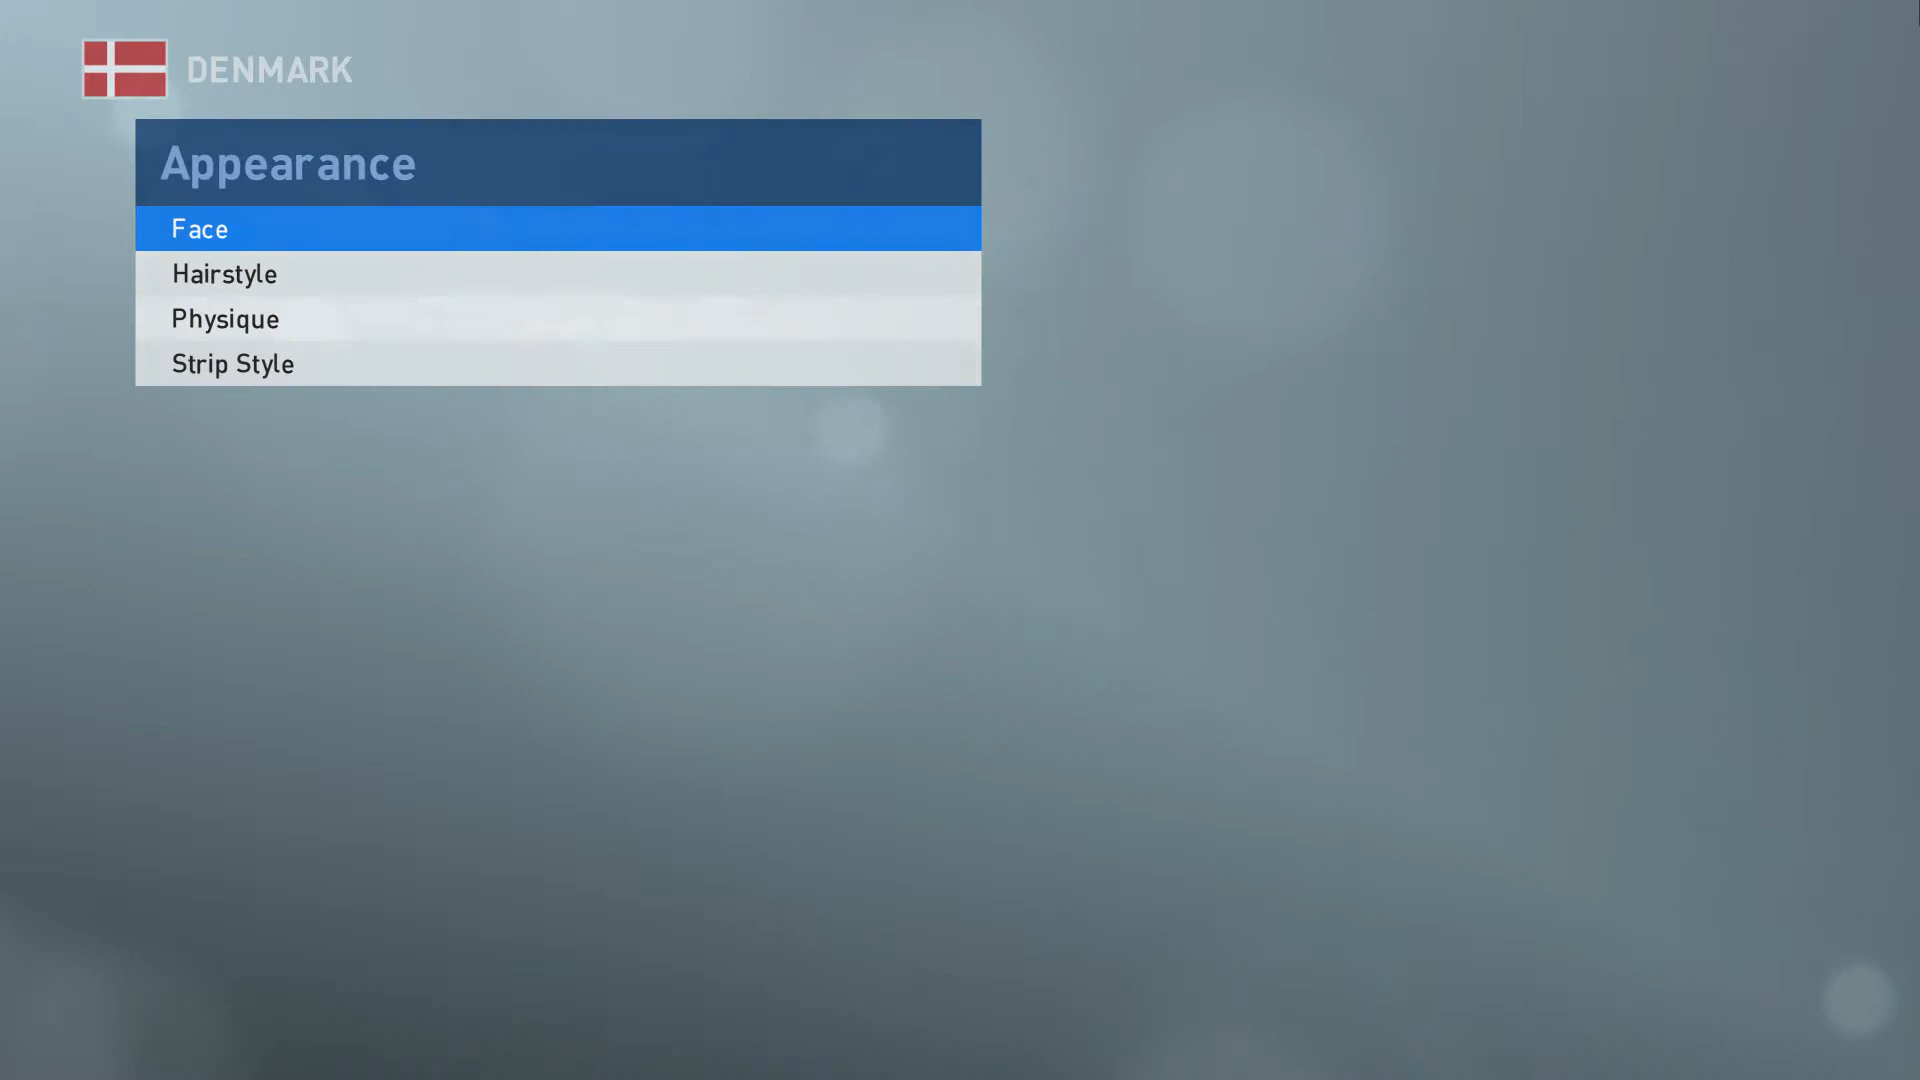 DENMARK
Appearance
Face
Hairstyle
Physique
Strip Style